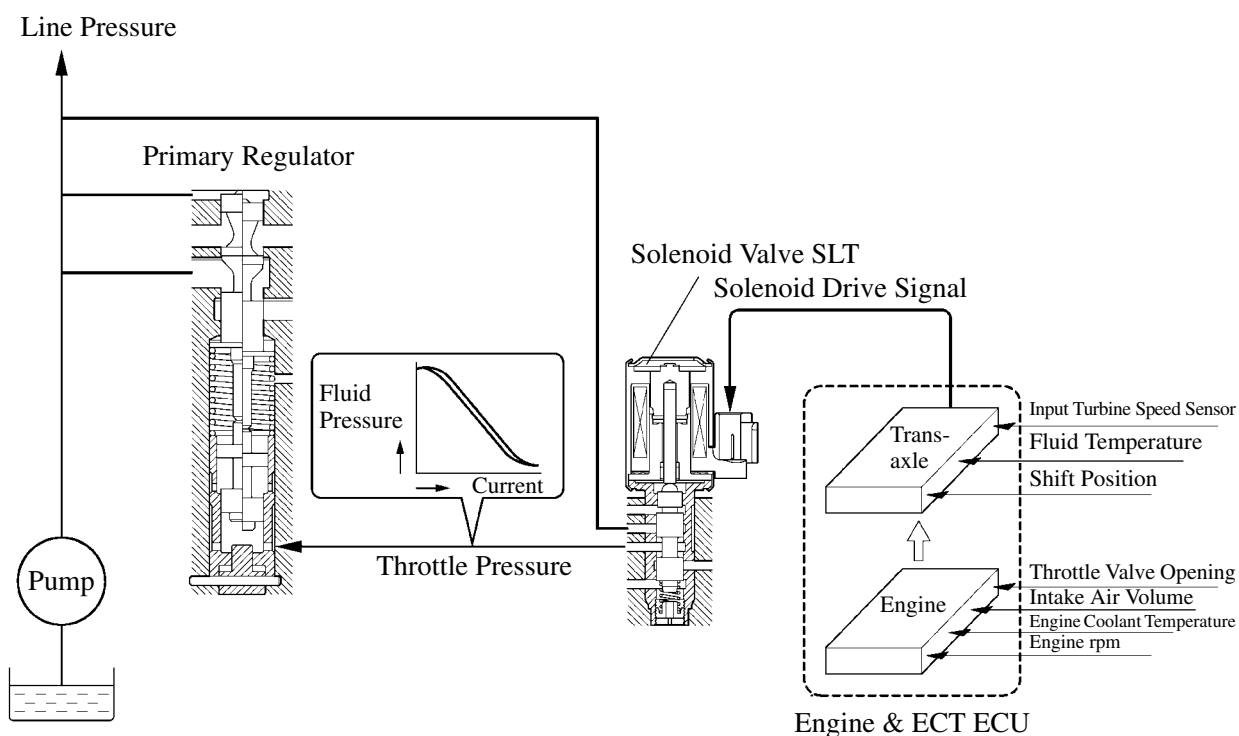 Line Pressure
Primary Regulator
Solenoid Valve SLT
Solenoid Drive Signal
Fluid
Pressure
Current
Throttle Pressure
Pump
Trans-
axle
Input Turbine Speed Sensor
Fluid Temperature
Shift Position
Engine
Throttle Valve Opening
Intake Air Volume
Engine Coolant Temperature
Engine rpm
Engine & ECT ECU